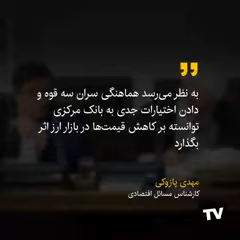 به نظر می‌رسد هماهنگی سران سه قوه و
دادن اختیارات جدی به بانک مرکزی
توانسته بر کاهش قیمت‌ها در بازار ارز اثر
بگذارد
مهدی پازوکی
کارشناس مسائل اقتصادی
TV